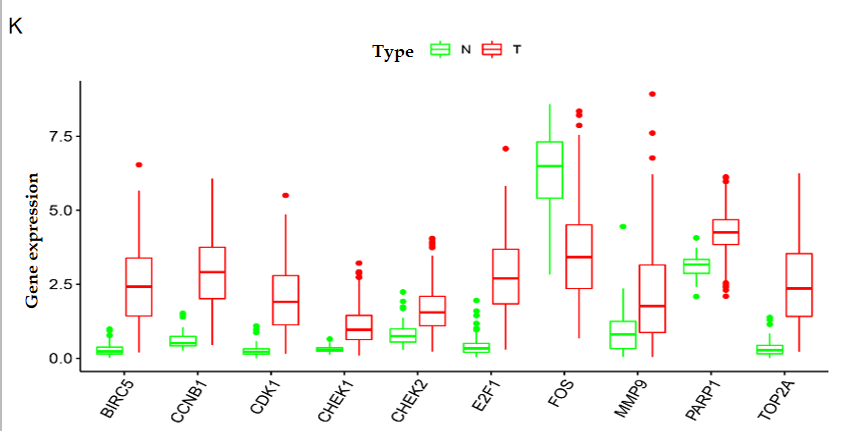 K
Type N T
Gene expression
7.5
5.0
2.5
0.0
BIRC5 CCNB1 CDK1 CHEK1 CHEK2 E2F1 FOS MMP9 PARP1 TOP2A